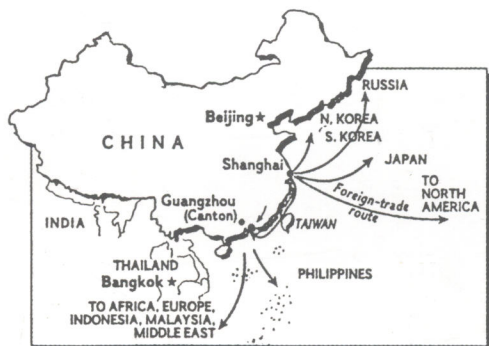 RUSSIA
Beijing
N. KOREA
S. KOREA
CHINA
Shanghai
JAPAN
TO
NORTH
AMERICA
Foreign-trade
route
Guangzhou
(Canton)
INDIA
TAIWAN
THAILAND
Bangkok
PHILIPPINES
TO AFRICA, EUROPE,
INDONESIA, MALAYSIA,
MIDDLE EAST